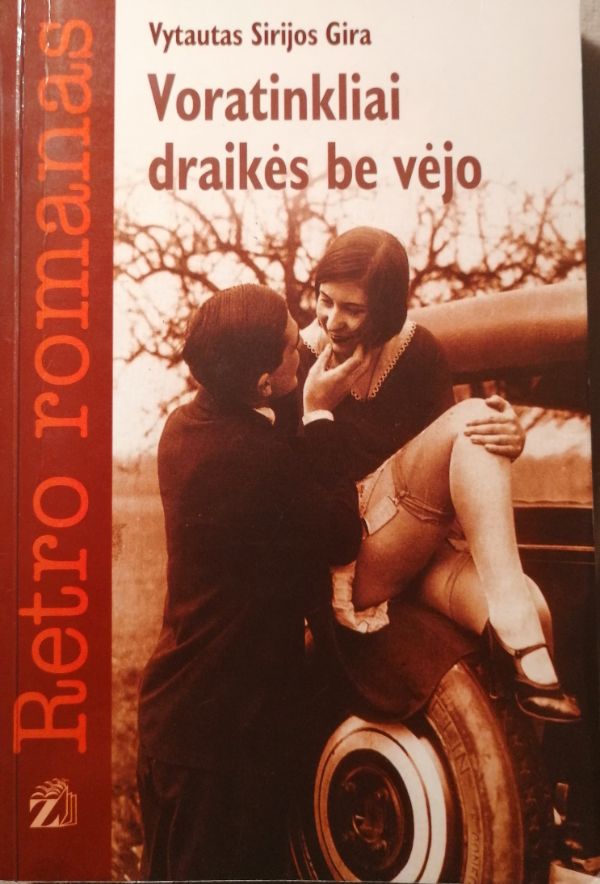 Vytautas Sirijos Gira
Voratinkliai
draikės be vėjo
Retro romanas
Ž